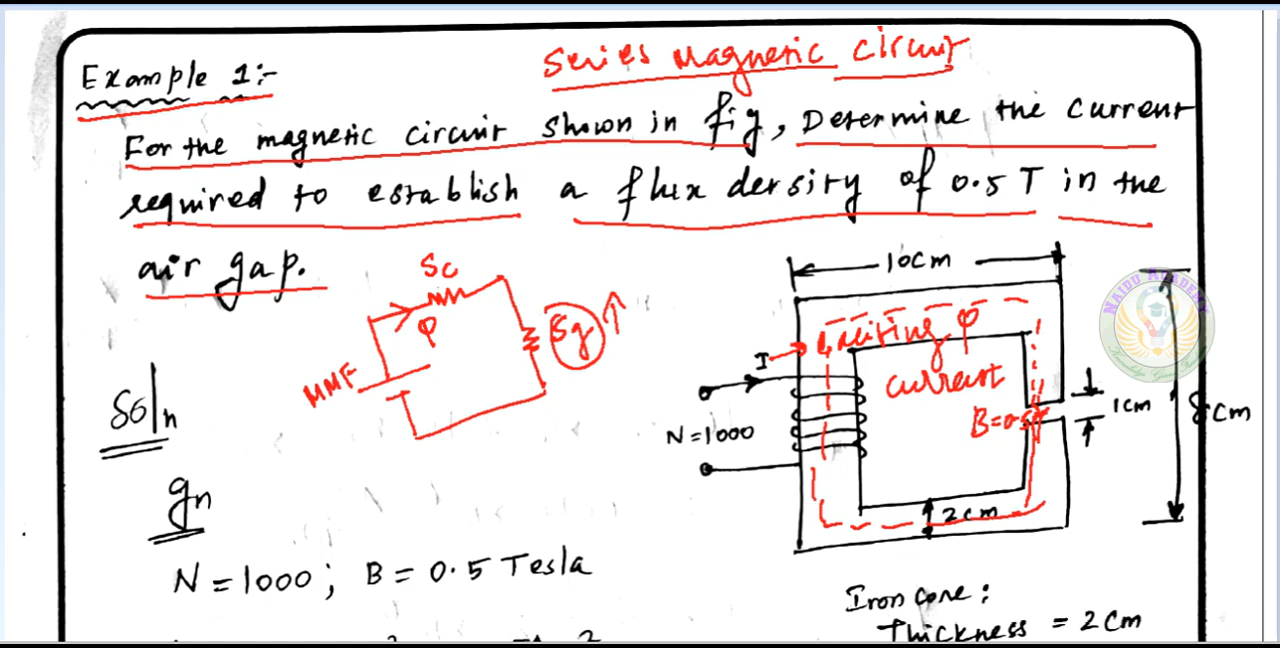 Series Magnetic Circuit
Example 1:-
For the magnetic circuit shown in fig, Determine the current
required to establish a flux density of 0.5 T in the
air gap.
Sc
φ
Sg
MMF
10cm
NAIDU ACADEMY
I
Exciting φ
current
1cm
8cm
B=0.5T
N=1000
2cm
Soln
gn
N=1000; B=0.5 Tesla
Iron core:
Thickness = 2cm